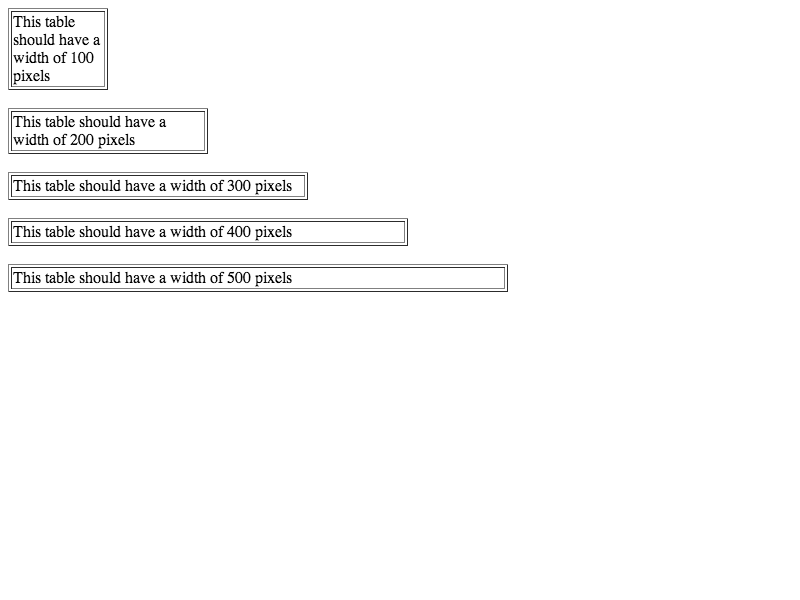 This table
should have a
width of 100
pixels
This table should have a
width of 200 pixels
This table should have a width of 300 pixels
This table should have a width of 400 pixels
This table should have a width of 500 pixels